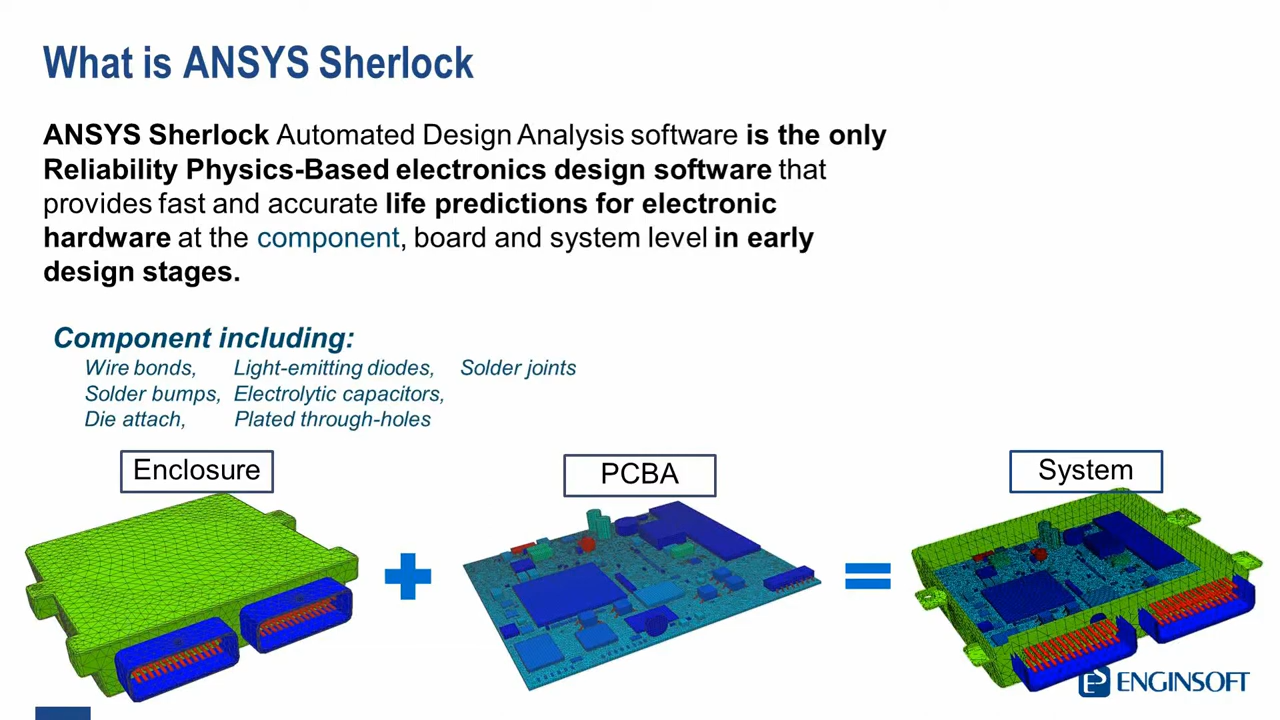 What is ANSYS Sherlock
ANSYS Sherlock Automated Design Analysis software is the only
Reliability Physics-Based electronics design software that
provides fast and accurate life predictions for electronic
hardware at the component, board and system level in early
design stages.
Component including:
Wire bonds, Light-emitting diodes, Solder joints
Solder bumps, Electrolytic capacitors,
Die attach, Plated through-holes
Enclosure
PCBA
System
+
=
ENGINSOFT